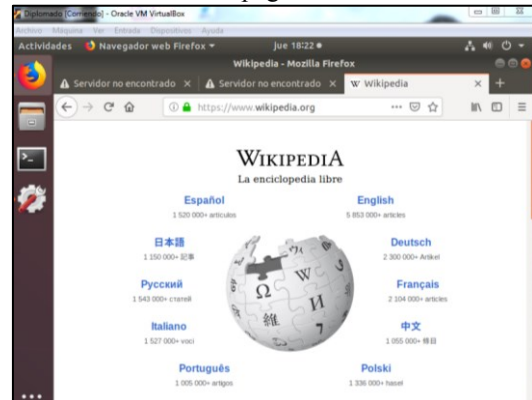 Diplomado [Corriendo] - Oracle VM VirtualBox
Archivo Máquina Ver Entrada Dispositivos Ayuda
Actividades Navegador web Firefox jue 18:22
Wikipedia - Mozilla Firefox
Servidor no encontrado × Servidor no encontrado × W Wikipedia × +
https://www.wikipedia.org
WIKIPEDIA
La enciclopedia libre
Español English
1 520 000+ artículos 5 853 000+ articles
日本語 Deutsch
1 150 000+ 記事 2 300 000+ Artikel
Русский Français
1 543 000+ статей 2 104 000+ articles
Italiano 中文
1 527 000+ voci 1 055 000+ 條目
Português Polski
1 005 000+ artigos 1 336 000+ haseł
Ω W И 維 7